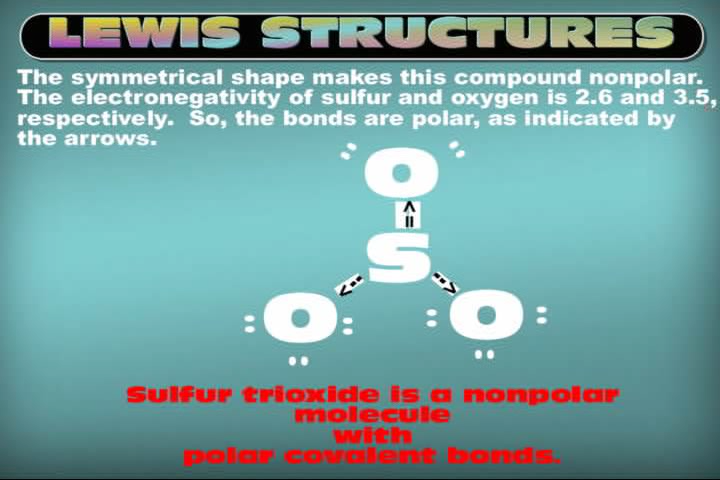 LEWIS STRUCTURES
The symmetrical shape makes this compound nonpolar.
The electronegativity of sulfur and oxygen is 2.6 and 3.5,
respectively.  So, the bonds are polar, as indicated by
the arrows.
O
S
O O
Sulfur trioxide is a nonpolar
molecule
with
polar covalent bonds.